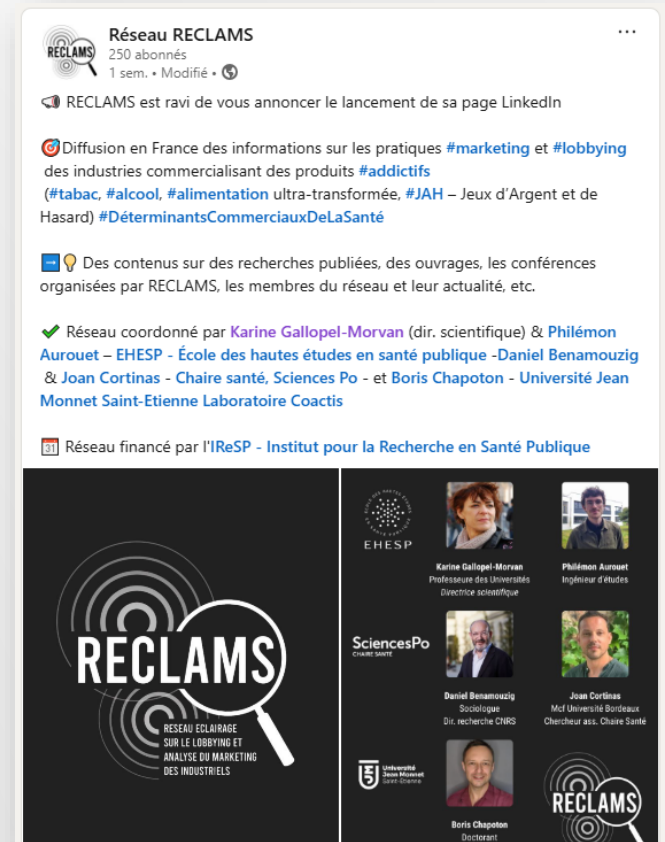 RECLAMS
Réseau RECLAMS
250 abonnés
1 sem. • Modifié •
RECLAMS est ravi de vous annoncer le lancement de sa page LinkedIn
Diffusion en France des informations sur les pratiques #marketing et #lobbying
des industries commercialisant des produits #addictifs
(#tabac, #alcool, #alimentation ultra-transformée, #JAH – Jeux d'Argent et de
Hasard) #DéterminantsCommerciauxDeLaSanté
Des contenus sur des recherches publiées, des ouvrages, les conférences
organisées par RECLAMS, les membres du réseau et leur actualité, etc.
Réseau coordonné par Karine Gallopel-Morvan (dir. scientifique) & Philémon
Aurouet – EHESP - École des hautes études en santé publique -Daniel Benamouzig
& Joan Cortinas - Chaire santé, Sciences Po - et Boris Chapoton - Université Jean
Monnet Saint-Etienne Laboratoire Coactis
Réseau financé par l'IReSP - Institut pour la Recherche en Santé Publique
RECLAMS
RESEAU ECLAIRAGE
SUR LE LOBBYING ET
ANALYSE DU MARKETING
DES INDUSTRIELS
EHESP
Karine Gallopel-Morvan
Professeure des Universités
Directrice scientifique
Philémon Aurouet
Ingénieur d'études
SciencesPo
CHAIRE SANTÉ
Daniel Benamouzig
Sociologue
Dir. recherche CNRS
Joan Cortinas
Mcf Université Bordeaux
Chercheur ass. Chaire Santé
Université
Jean Monnet
Saint-Étienne
Boris Chapoton
Doctorant
RECLAMS